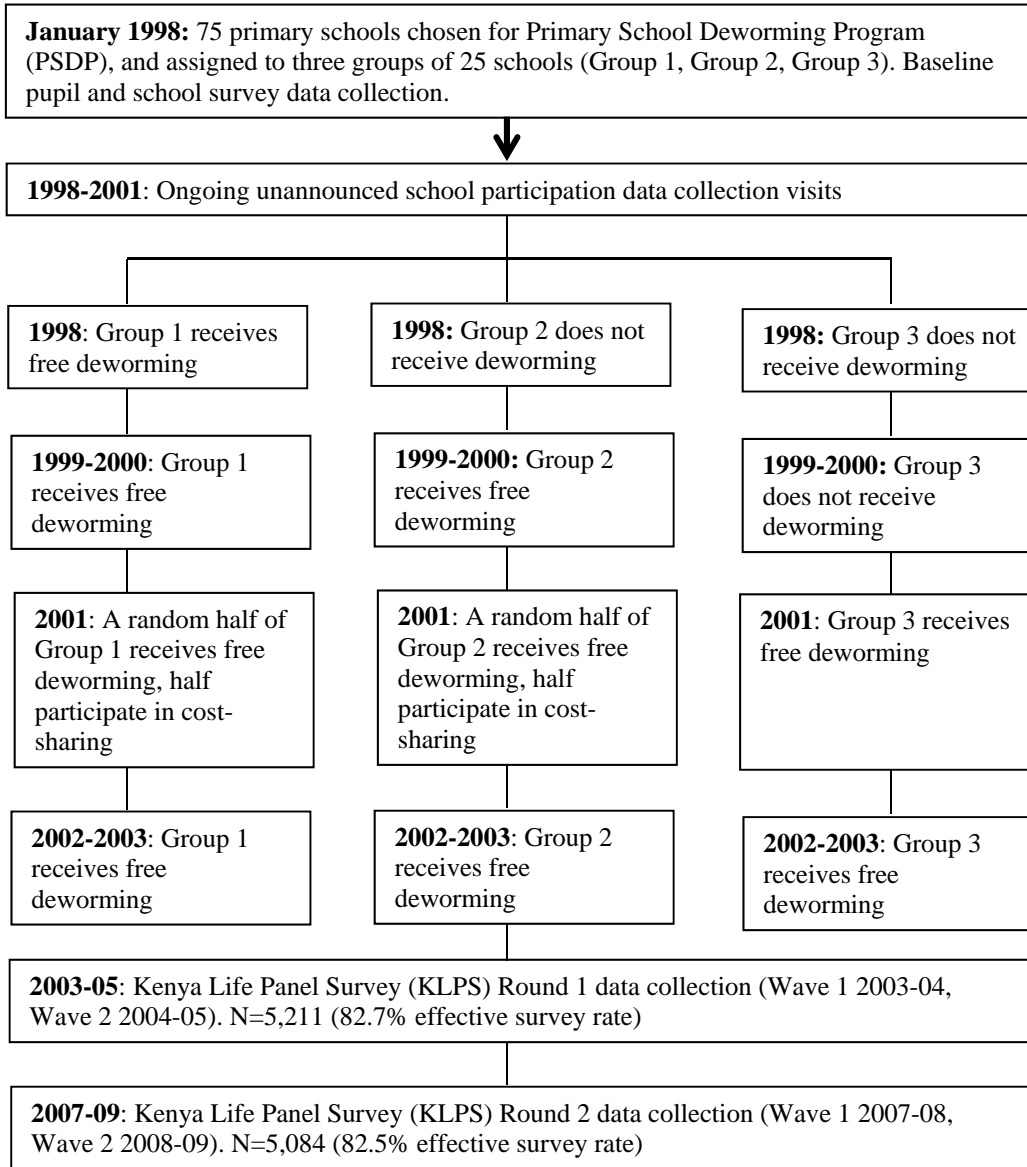 January 1998: 75 primary schools chosen for Primary School Deworming Program
(PSDP), and assigned to three groups of 25 schools (Group 1, Group 2, Group 3). Baseline
pupil and school survey data collection.
1998-2001: Ongoing unannounced school participation data collection visits
1998: Group 1 receives
free deworming
1998: Group 2 does not
receive deworming
1998: Group 3 does not
receive deworming
1999-2000: Group 1
receives free
deworming
1999-2000: Group 2
receives free
deworming
1999-2000: Group 3
does not receive
deworming
2001: A random half of
Group 1 receives free
deworming, half
participate in cost-
sharing
2001: A random half of
Group 2 receives free
deworming, half
participate in cost-
sharing
2001: Group 3 receives
free deworming
2002-2003: Group 1
receives free
deworming
2002-2003: Group 2
receives free
deworming
2002-2003: Group 3
receives free
deworming
2003-05: Kenya Life Panel Survey (KLPS) Round 1 data collection (Wave 1 2003-04,
Wave 2 2004-05). N=5,211 (82.7% effective survey rate)
2007-09: Kenya Life Panel Survey (KLPS) Round 2 data collection (Wave 1 2007-08,
Wave 2 2008-09). N=5,084 (82.5% effective survey rate)